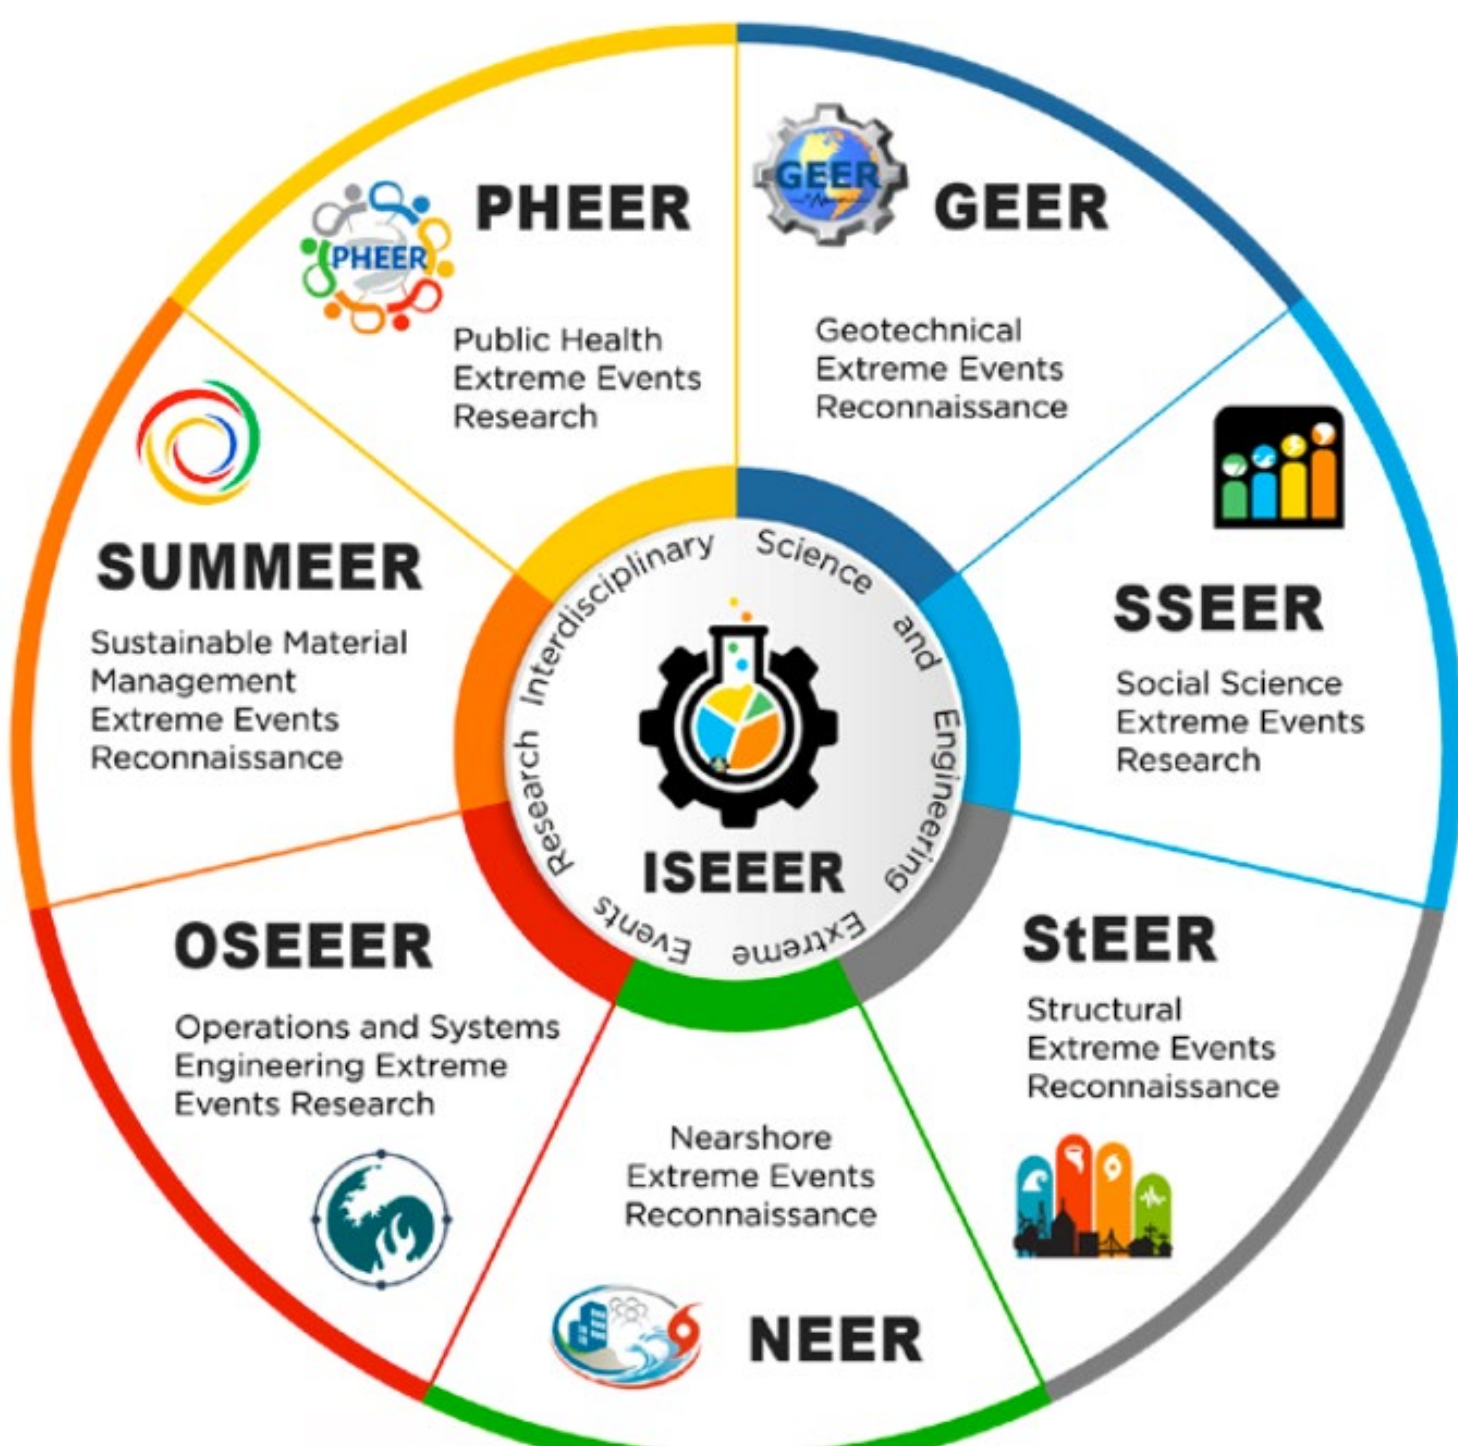 PHEER
PHEER
Public Health
Extreme Events
Research
GEER
GEER
Geotechnical
Extreme Events
Reconnaissance
SSEER
Social Science
Extreme Events
Research
StEER
Structural
Extreme Events
Reconnaissance
Nearshore
Extreme Events
Reconnaissance
NEER
OSEEER
Operations and Systems
Engineering Extreme
Events Research
SUMMEER
Sustainable Material
Management
Extreme Events
Reconnaissance
Interdisciplinary Science and Engineering Extreme Events Research
ISEEER